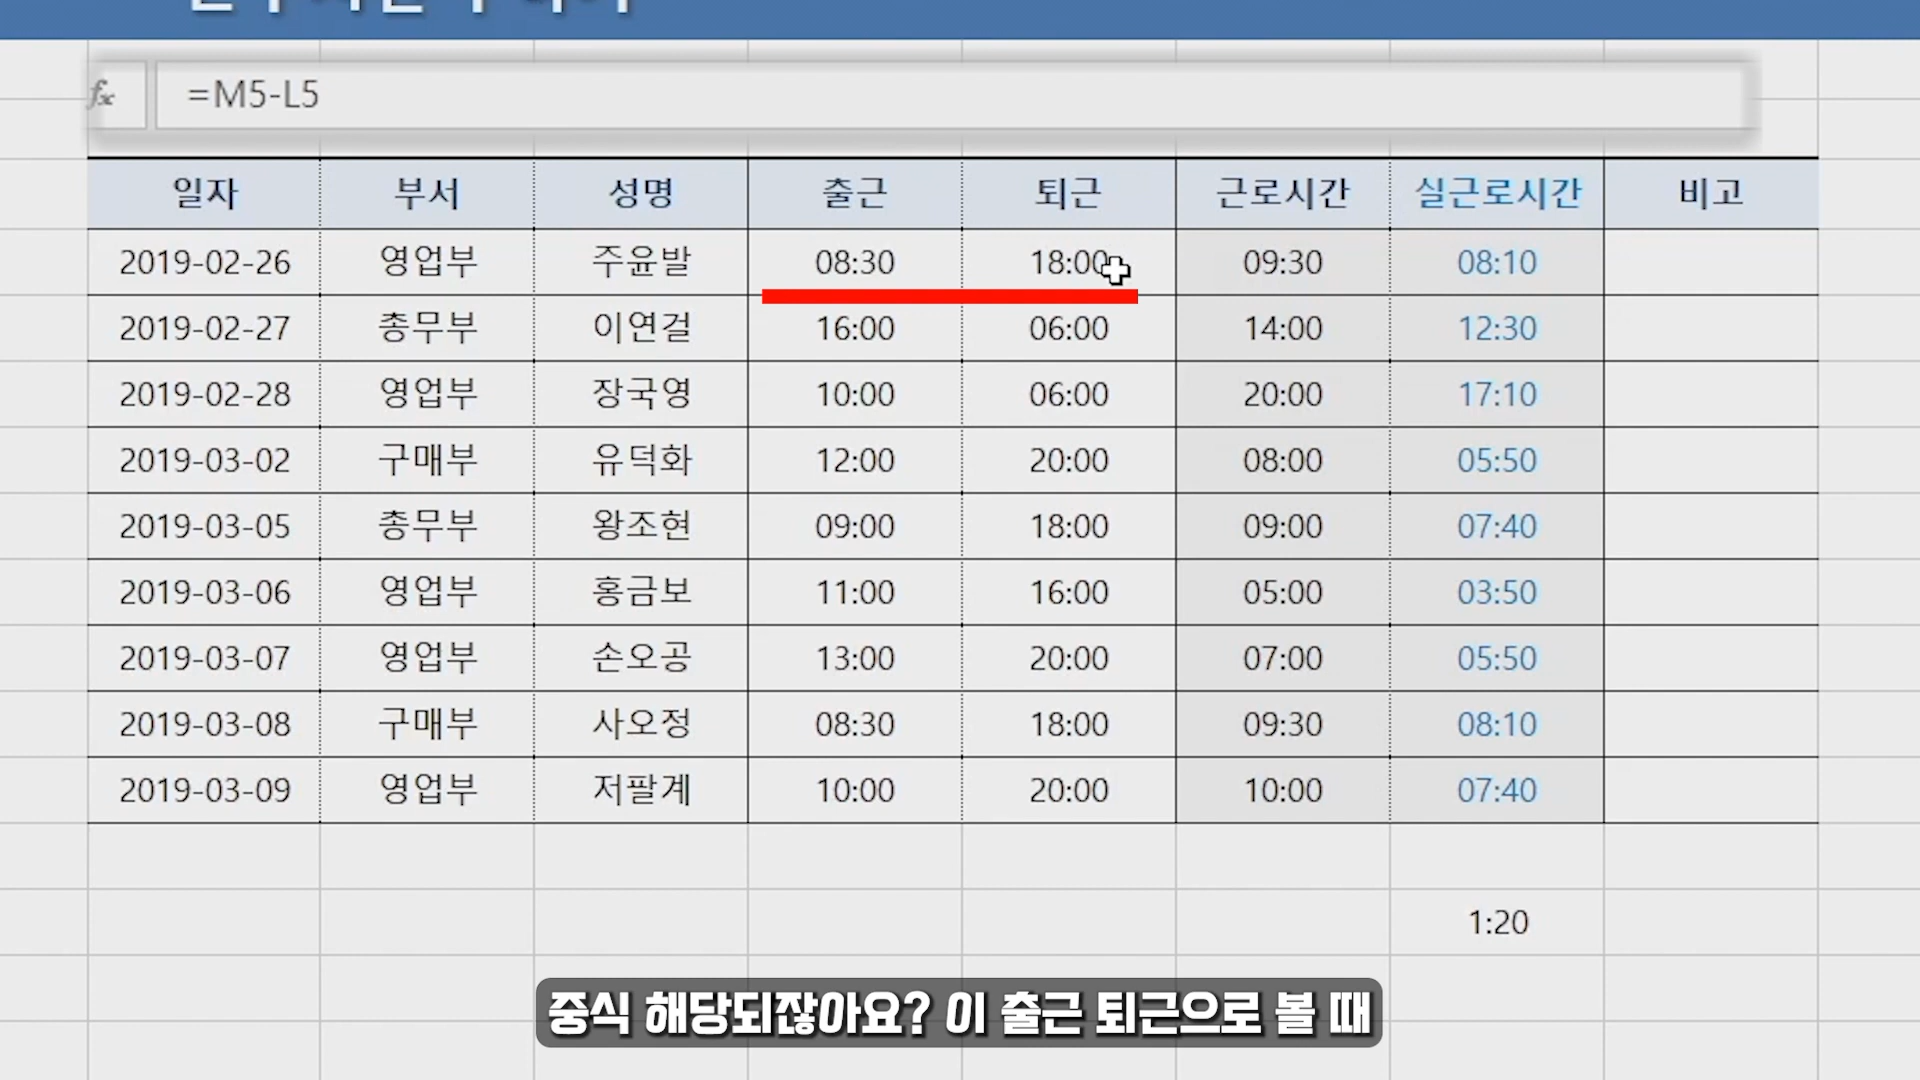 fx =M5-L5
일자 부서 성명 출근 퇴근 근로시간 실근로시간 비고
2019-02-26 영업부 주윤발 08:30 18:00 09:30 08:10
2019-02-27 총무부 이연걸 16:00 06:00 14:00 12:30
2019-02-28 영업부 장국영 10:00 06:00 20:00 17:10
2019-03-02 구매부 유덕화 12:00 20:00 08:00 05:50
2019-03-05 총무부 왕조현 09:00 18:00 09:00 07:40
2019-03-06 영업부 홍금보 11:00 16:00 05:00 03:50
2019-03-07 영업부 손오공 13:00 20:00 07:00 05:50
2019-03-08 구매부 사오정 08:30 18:00 09:30 08:10
2019-03-09 영업부 저팔계 10:00 20:00 10:00 07:40
1:20
중식 해당되잖아요? 이 출근 퇴근으로 볼 때